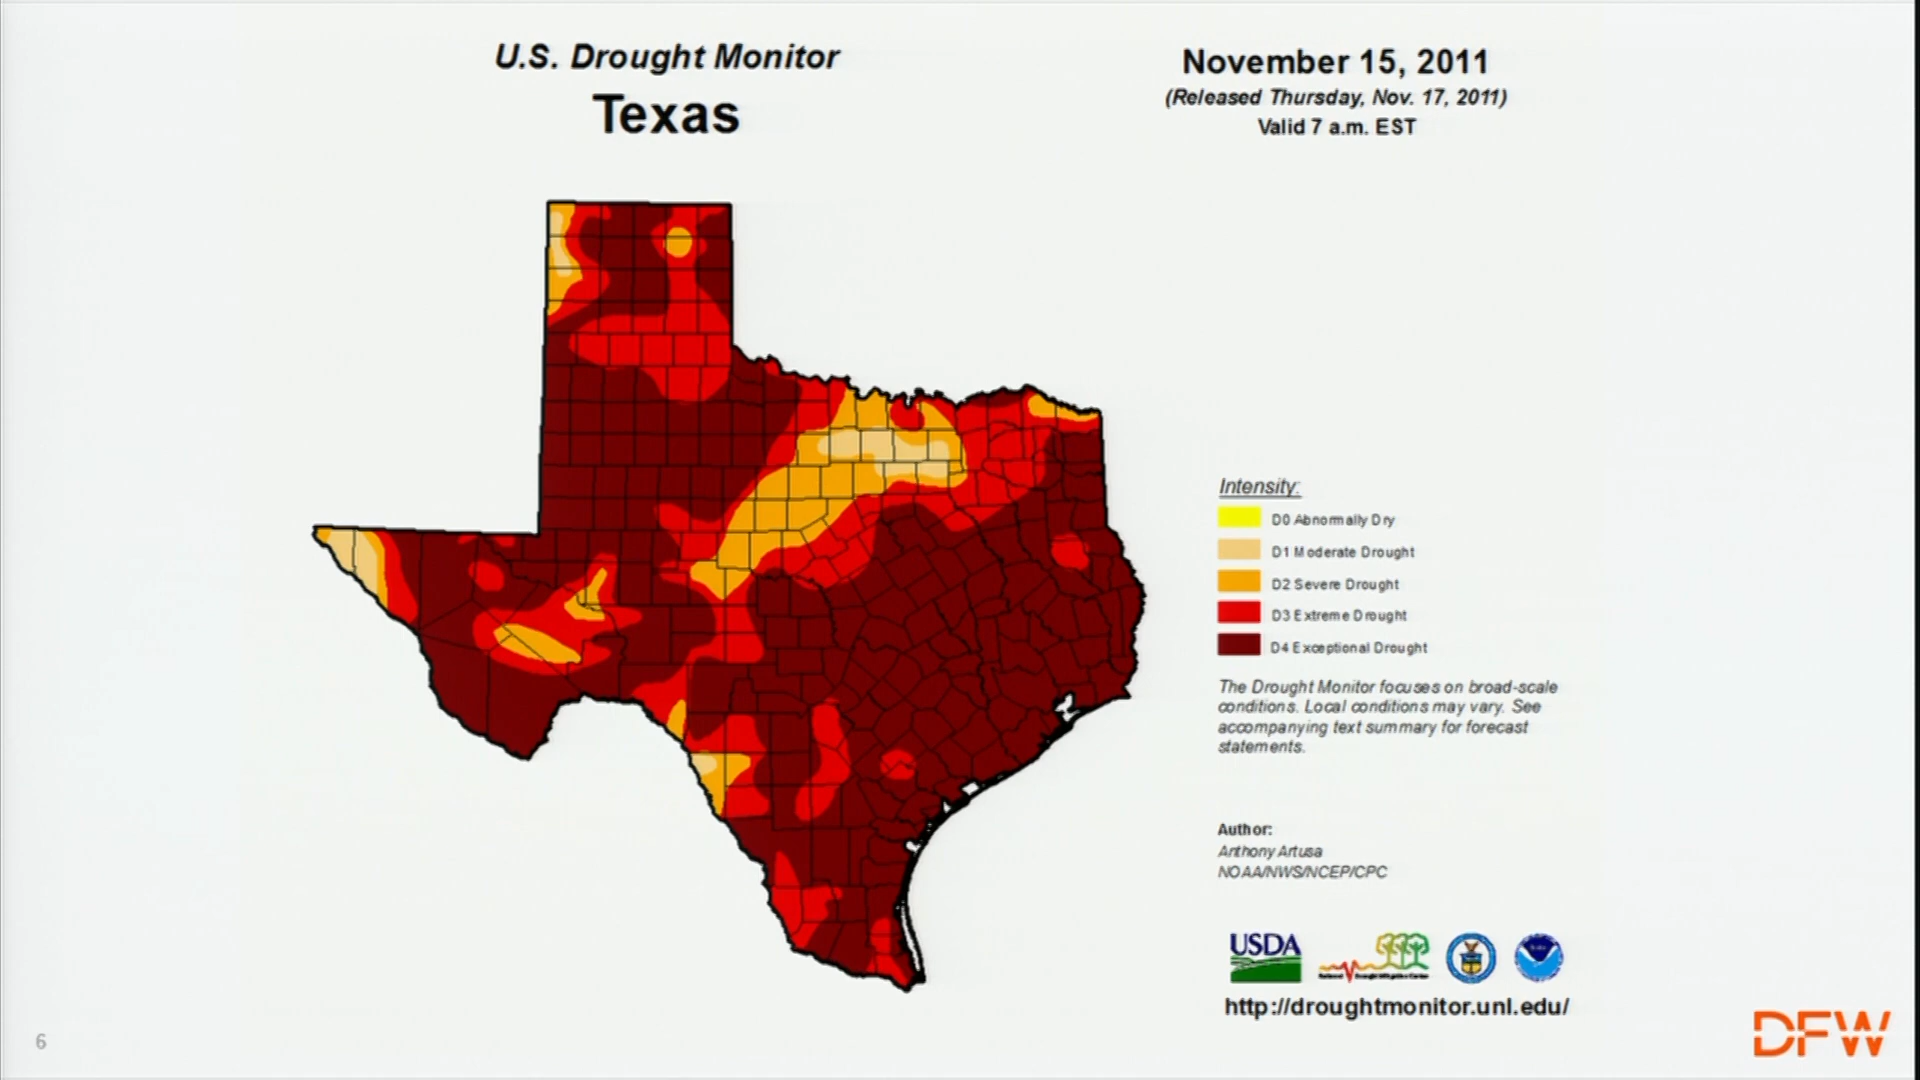 U.S. Drought Monitor
Texas
November 15, 2011
(Released Thursday, Nov. 17, 2011)
Valid 7 a.m. EST
Intensity:
D0 Abnormally Dry
D1 Moderate Drought
D2 Severe Drought
D3 Extreme Drought
D4 Exceptional Drought
The Drought Monitor focuses on broad-scale
conditions. Local conditions may vary. See
accompanying text summary for forecast
statements.
Author:
Anthony Artusa
NOAA/NWS/NCEP/CPC
USDA
http://droughtmonitor.unl.edu/
6
DFW